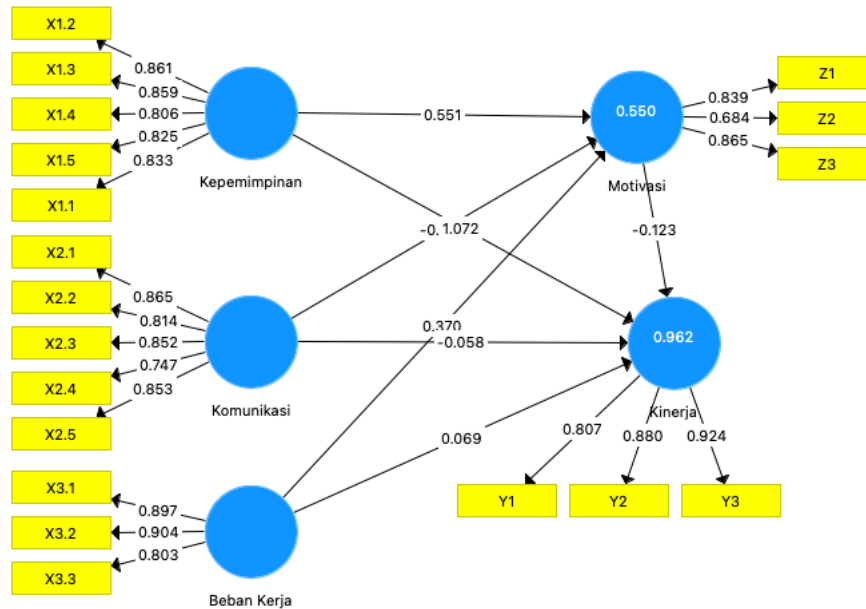 X1.2
X1.3
X1.4
X1.5
X1.1
0.861
0.859
0.806
0.825
0.833
Kepemimpinan
0.551
0.550
Motivasi
0.839
0.684
0.865
Z1
Z2
Z3
1.072
-0.123
X2.1
X2.2
X2.3
X2.4
X2.5
0.865
0.814
0.852
0.747
0.853
Komunikasi
0.370
-0.058
0.962
Kinerja
0.069
0.807
0.880
0.924
Y1
Y2
Y3
X3.1
X3.2
X3.3
0.897
0.904
0.803
Beban Kerja